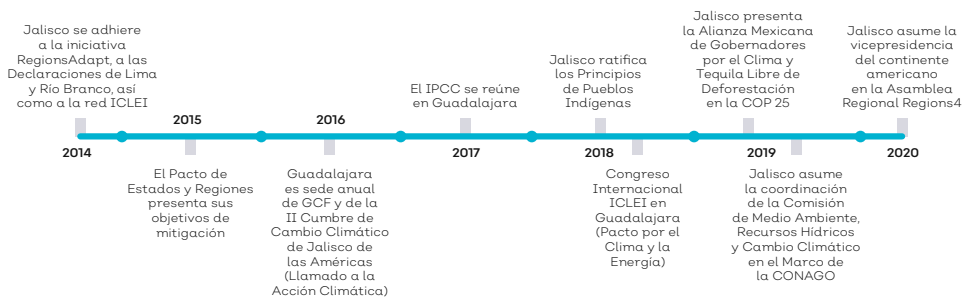 Jalisco se adhiere
a la iniciativa
RegionsAdapt, a las
Declaraciones de Lima
y Río Branco, así
como a la red ICLEI
2014
2015
El Pacto de
Estados y Regiones
presenta sus
objetivos de
mitigación
2016
Guadalajara
es sede anual
de GCF y de la
II Cumbre de
Cambio Climático
de Jalisco de
las Américas
(Llamado a la
Acción Climática)
El IPCC se reúne
en Guadalajara
2017
Jalisco ratifica
los Principios
de Pueblos
Indígenas
2018
Congreso
Internacional
ICLEI en
Guadalajara
(Pacto por el
Clima y la
Energía)
Jalisco presenta
la Alianza Mexicana
de Gobernadores
por el Clima y
Tequila Libre de
Deforestación
en la COP 25
2019
Jalisco asume
la coordinación
de la Comisión
de Medio Ambiente,
Recursos Hídricos
y Cambio Climático
en el Marco de
la CONAGO
Jalisco asume la
vicepresidencia
del continente
americano
en la Asamblea
Regional Regions4
2020